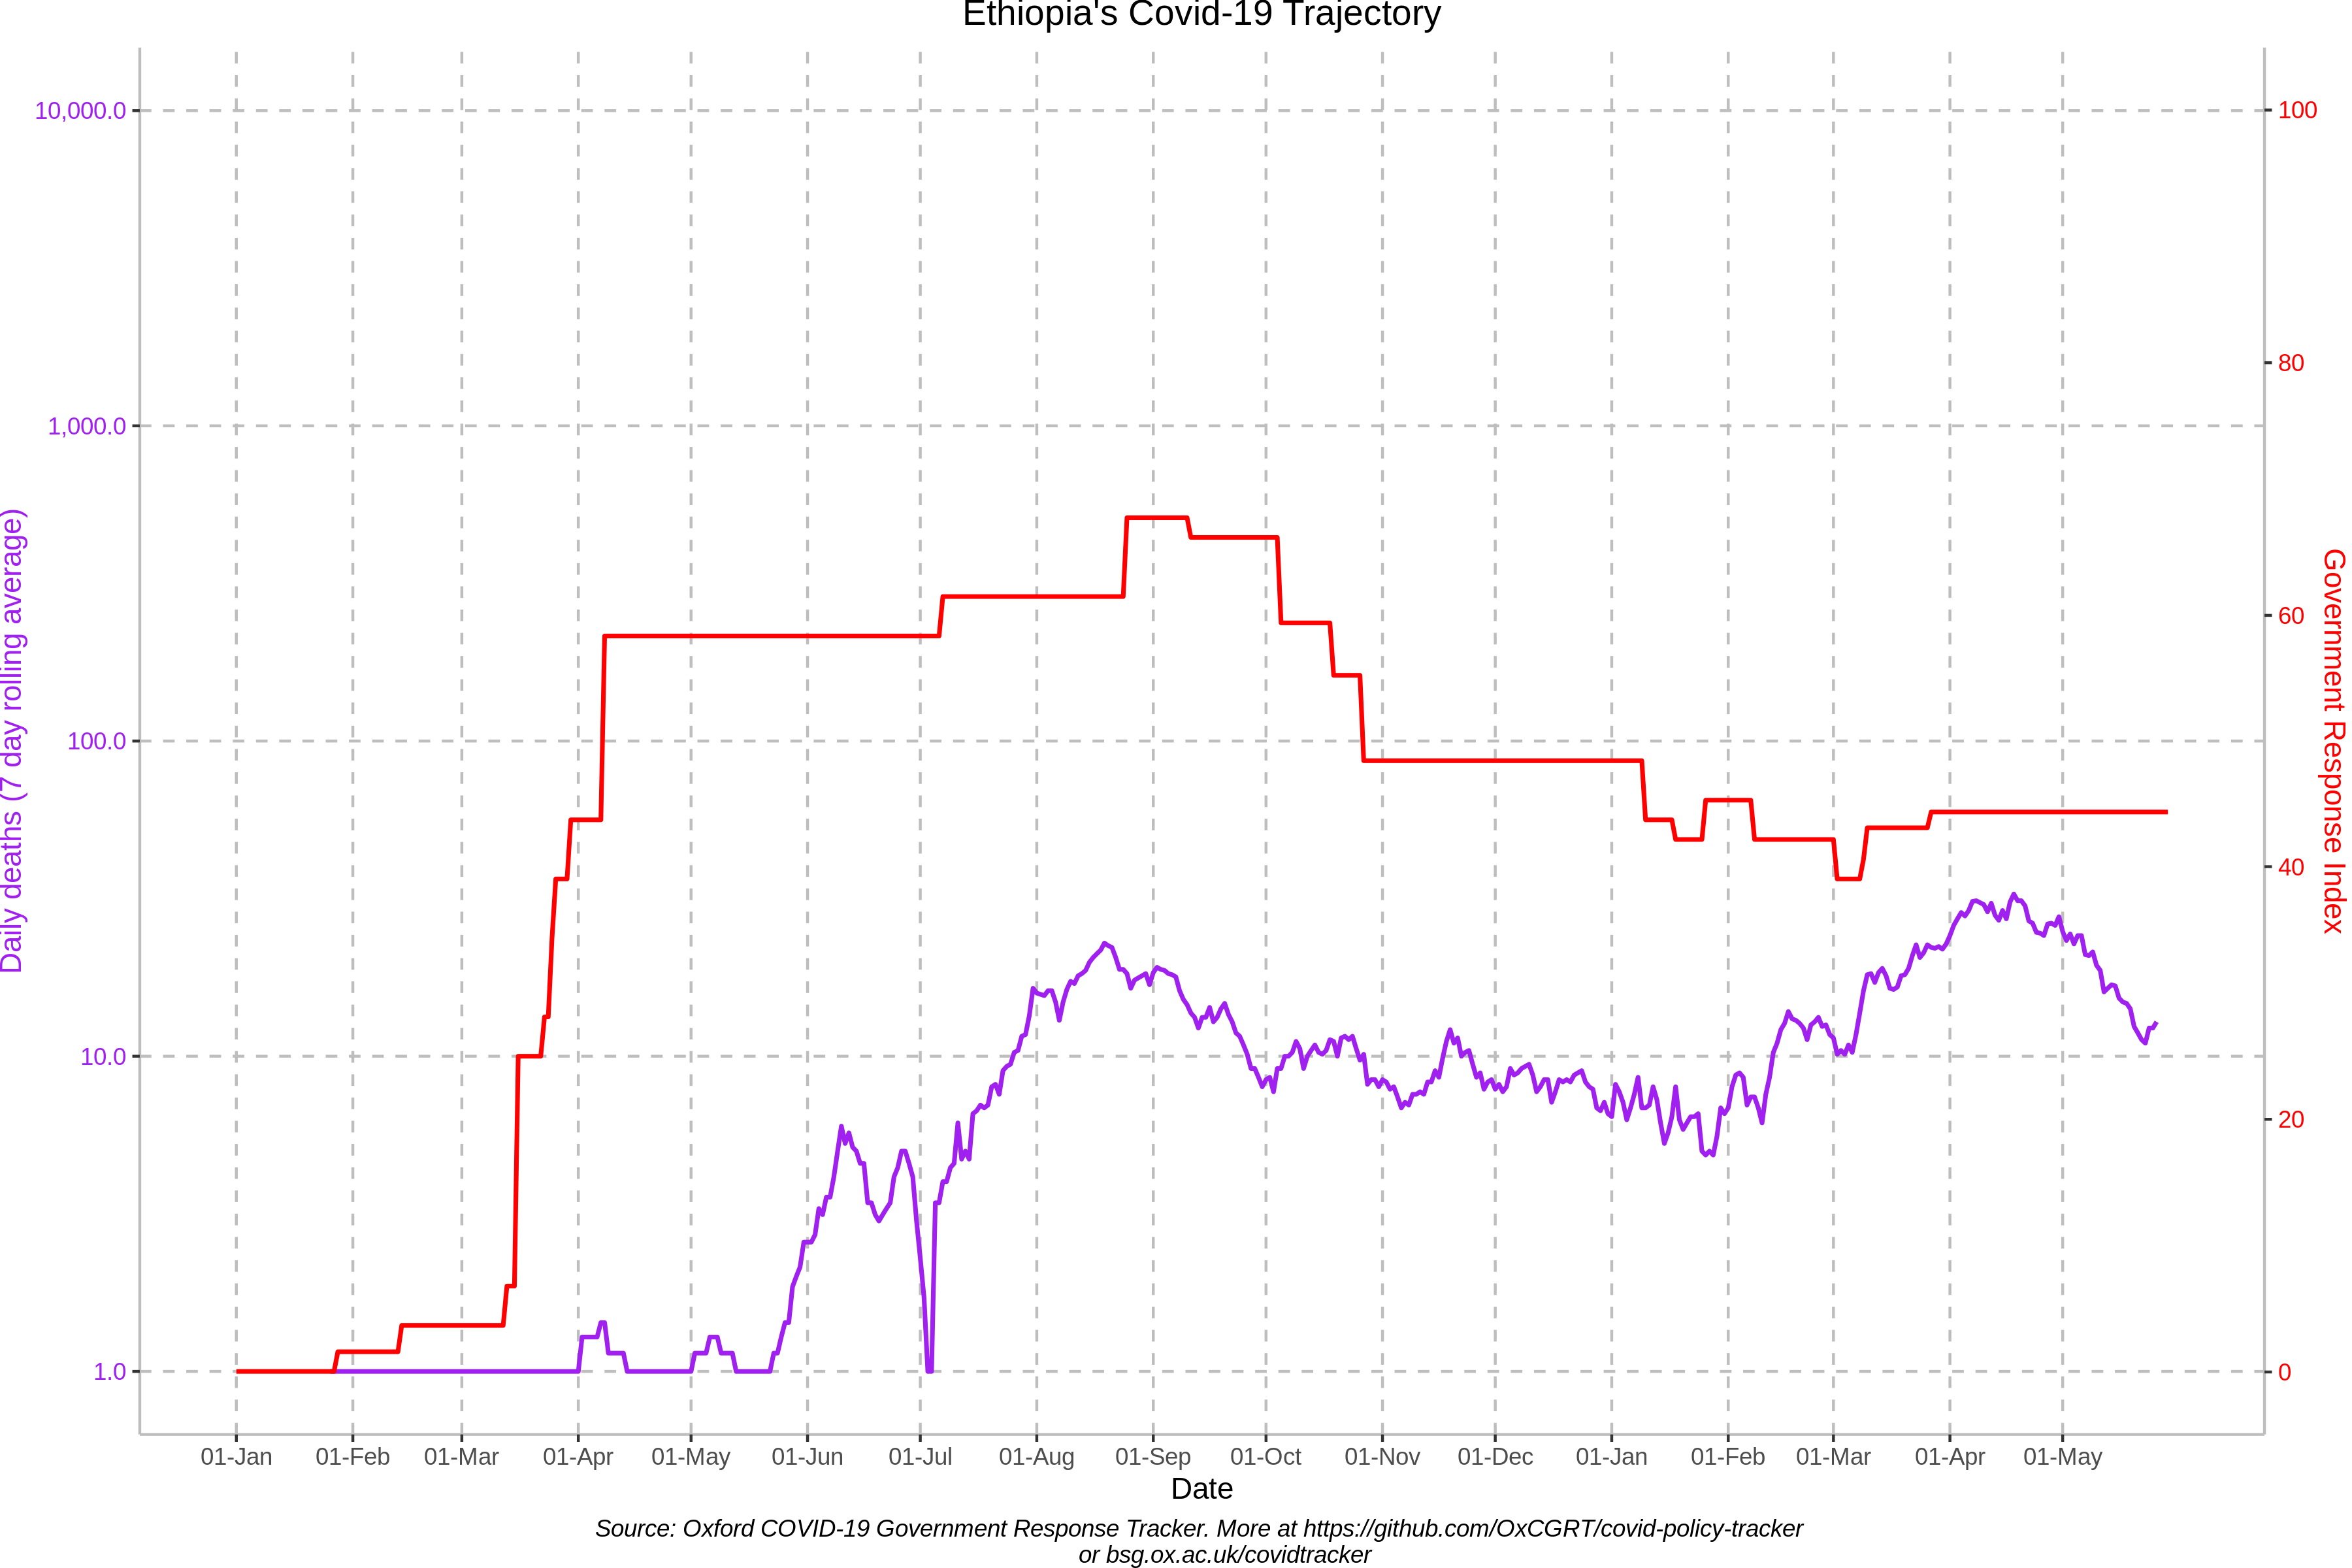 Ethiopia's Covid-19 Trajectory
10,000.0
1,000.0
100.0
10.0
1.0
Daily deaths (7 day rolling average)
100
80
60
40
20
0
Government Response Index
01-Jan 01-Feb 01-Mar 01-Apr 01-May 01-Jun 01-Jul 01-Aug 01-Sep 01-Oct 01-Nov 01-Dec 01-Jan 01-Feb 01-Mar 01-Apr 01-May
Date
Source: Oxford COVID-19 Government Response Tracker. More at https://github.com/OxCGRT/covid-policy-tracker
or bsg.ox.ac.uk/covidtracker